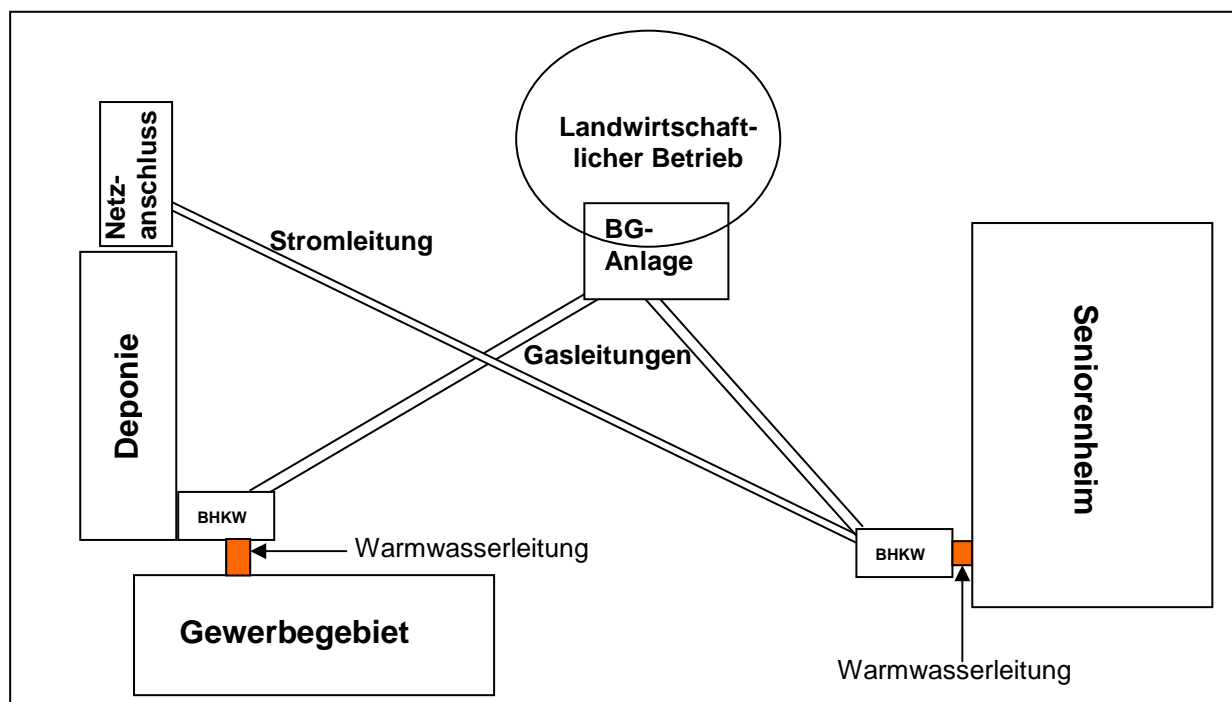 Netz-
anschluss
Landwirtschaft-
licher Betrieb
BG-
Anlage
Stromleitung
Gasleitungen
Deponie
Seniorenheim
BHKW
Warmwasserleitung
BHKW
Gewerbegebiet
Warmwasserleitung